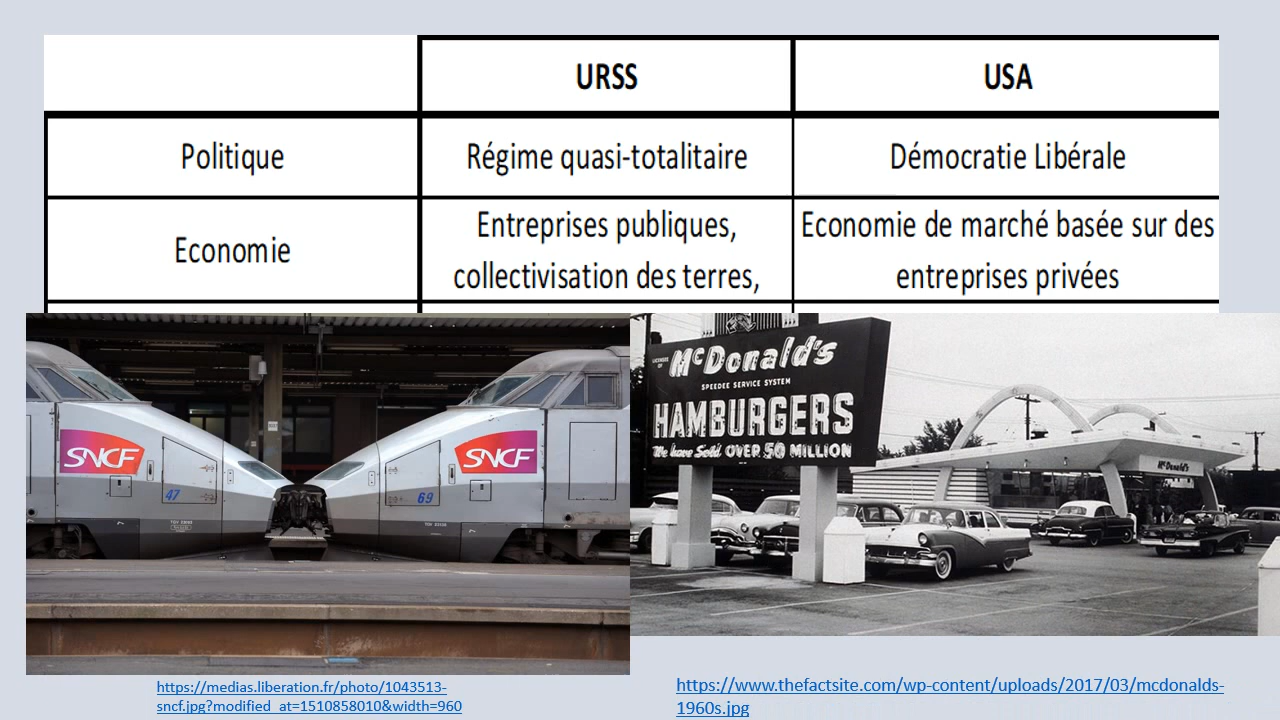 URSS USA
Politique Régime quasi-totalitaire Démocratie Libérale
Entreprises publiques, Economie de marché basée sur des
Economie
collectivisation des terres, entreprises privées
SNCF SNCF
47 69
McDonald's
SPEEDEE SERVICE SYSTEM
HAMBURGERS
We have Sold OVER 50 MILLION
McDonald's
https://medias.liberation.fr/photo/1043513-
sncf.jpg?modified_at=1510858010&width=960
https://www.thefactsite.com/wp-content/uploads/2017/03/mcdonalds-
1960s.jpg